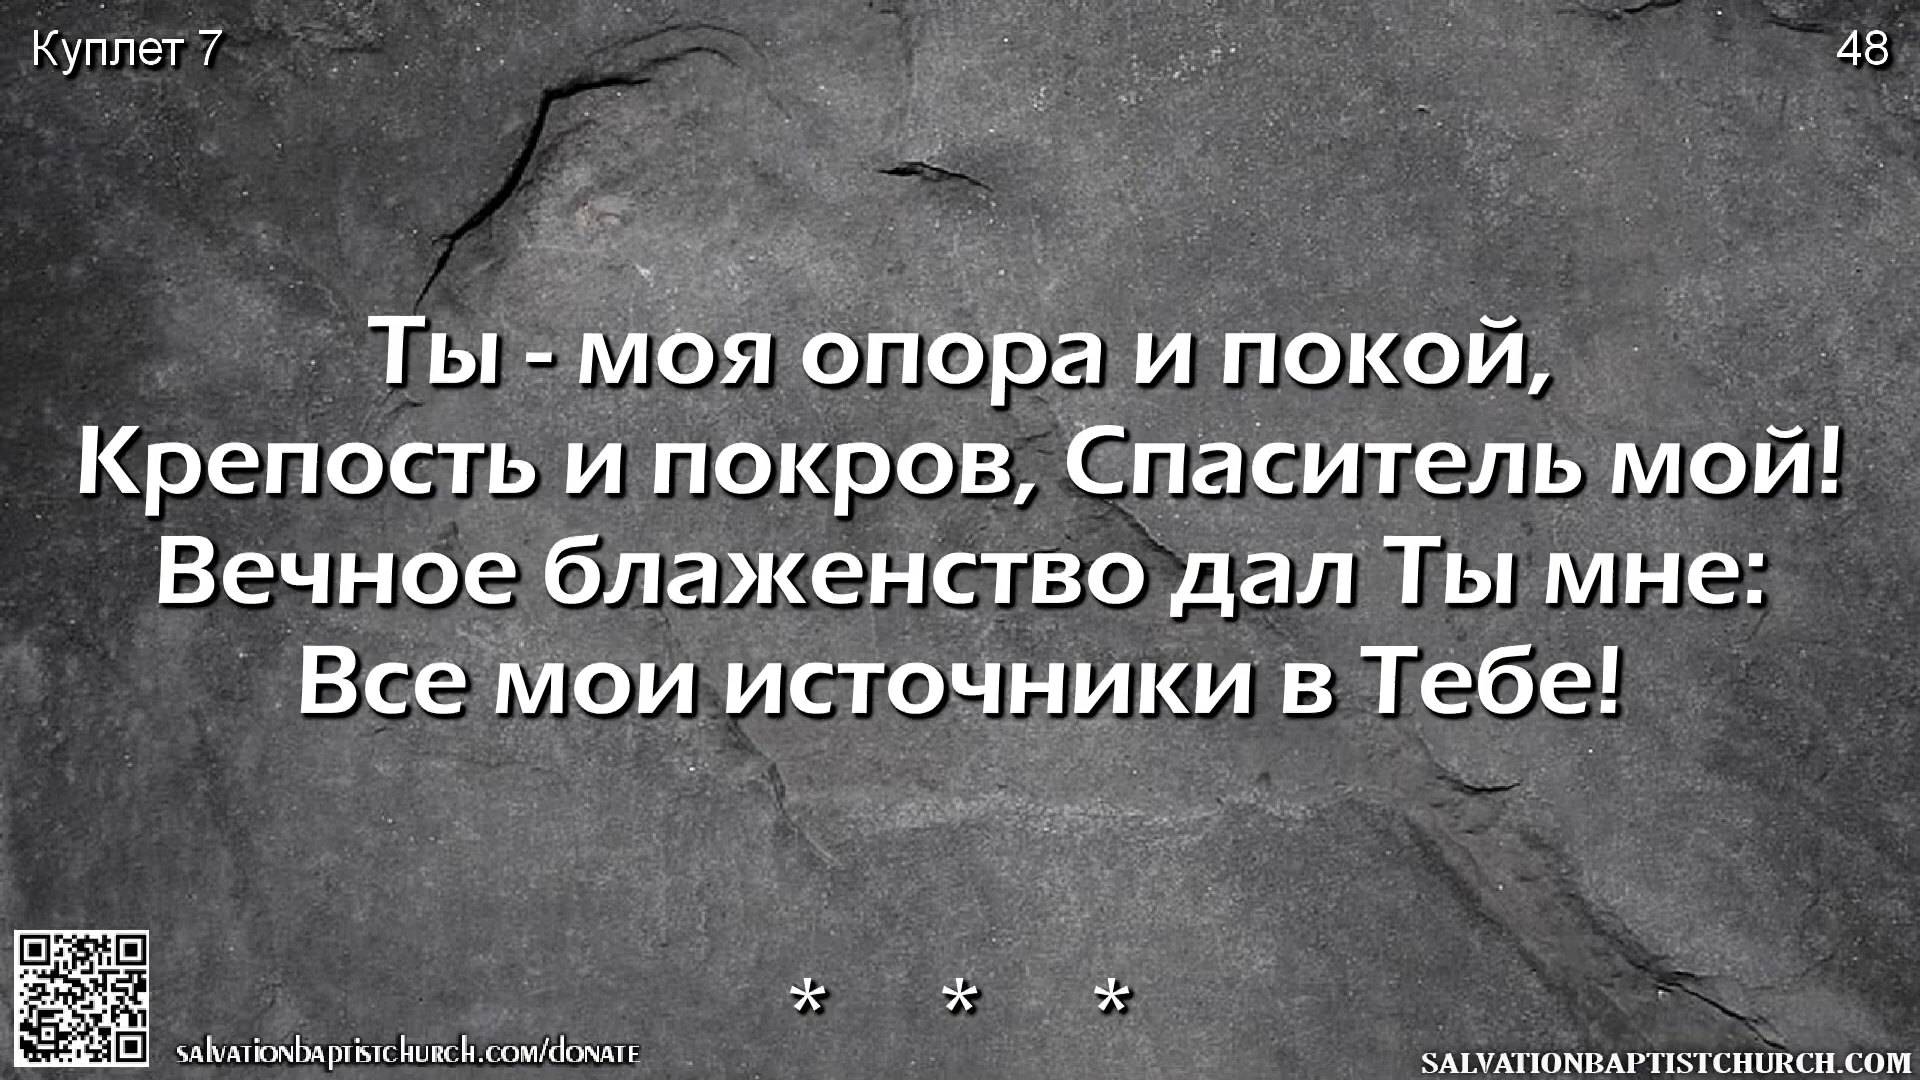 Куплет 7
48
Ты - моя опора и покой,
Крепость и покров, Спаситель мой!
Вечное блаженство дал Ты мне:
Все мои источники в Тебе!
* * *
salvationbaptistchurch.com/donate
SALVATIONBAPTISTCHURCH.COM